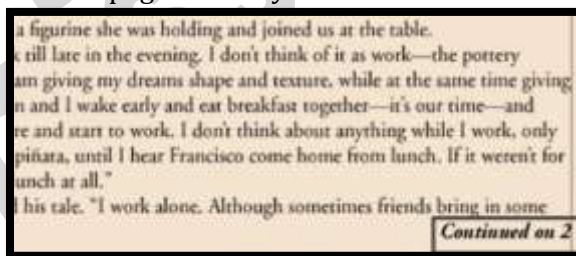 a figurine she was holding and joined us at the table.
till late in the evening. I don't think of it as work—the pottery
am giving my dreams shape and texture, while at the same time giving
n and I wake early and eat breakfast together—it's our time—and
re and start to work. I don't think about anything while I work, only
piñata, until I hear Francisco come home from lunch. If it weren't for
unch at all."
his tale. "I work alone. Although sometimes friends bring in some
Continued on 2